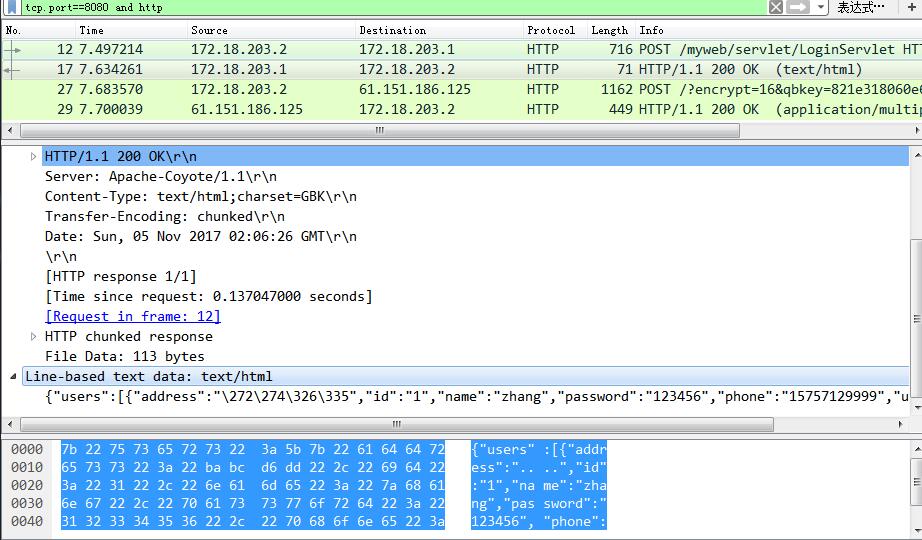 tcp.port==8080 and http 表达式… +
No. Time Source Destination Protocol Length Info
12 7.497214 172.18.203.2 172.18.203.1 HTTP 716 POST /myweb/servlet/LoginServlet HT
17 7.634261 172.18.203.1 172.18.203.2 HTTP 71 HTTP/1.1 200 OK (text/html)
27 7.683570 172.18.203.2 61.151.186.125 HTTP 1162 POST /?encrypt=16&qbkey=821e318060e6
29 7.700039 61.151.186.125 172.18.203.2 HTTP 449 HTTP/1.1 200 OK (application/multip
HTTP/1.1 200 OK\r\n
Server: Apache-Coyote/1.1\r\n
Content-Type: text/html;charset=GBK\r\n
Transfer-Encoding: chunked\r\n
Date: Sun, 05 Nov 2017 02:06:26 GMT\r\n
\r\n
[HTTP response 1/1]
[Time since request: 0.137047000 seconds]
[Request in frame: 12]
HTTP chunked response
File Data: 113 bytes
Line-based text data: text/html
{"users":[{"address":"\272\274\326\335","id":"1","name":"zhang","password":"123456","phone":"15757129999","u
0000 7b 22 75 73 65 72 73 22 3a 5b 7b 22 61 64 64 72 {"users" :[{"addr
0010 65 73 73 22 3a 22 ba bc d6 dd 22 2c 22 69 64 22 ess":".. ..","id"
0020 3a 22 31 22 2c 22 6e 61 6d 65 22 3a 22 7a 68 61 :"1","na me":"zha
0030 6e 67 22 2c 22 70 61 73 73 77 6f 72 64 22 3a 22 ng","pas sword":"
0040 31 32 33 34 35 36 22 2c 22 70 68 6f 6e 65 22 3a 123456", "phone":